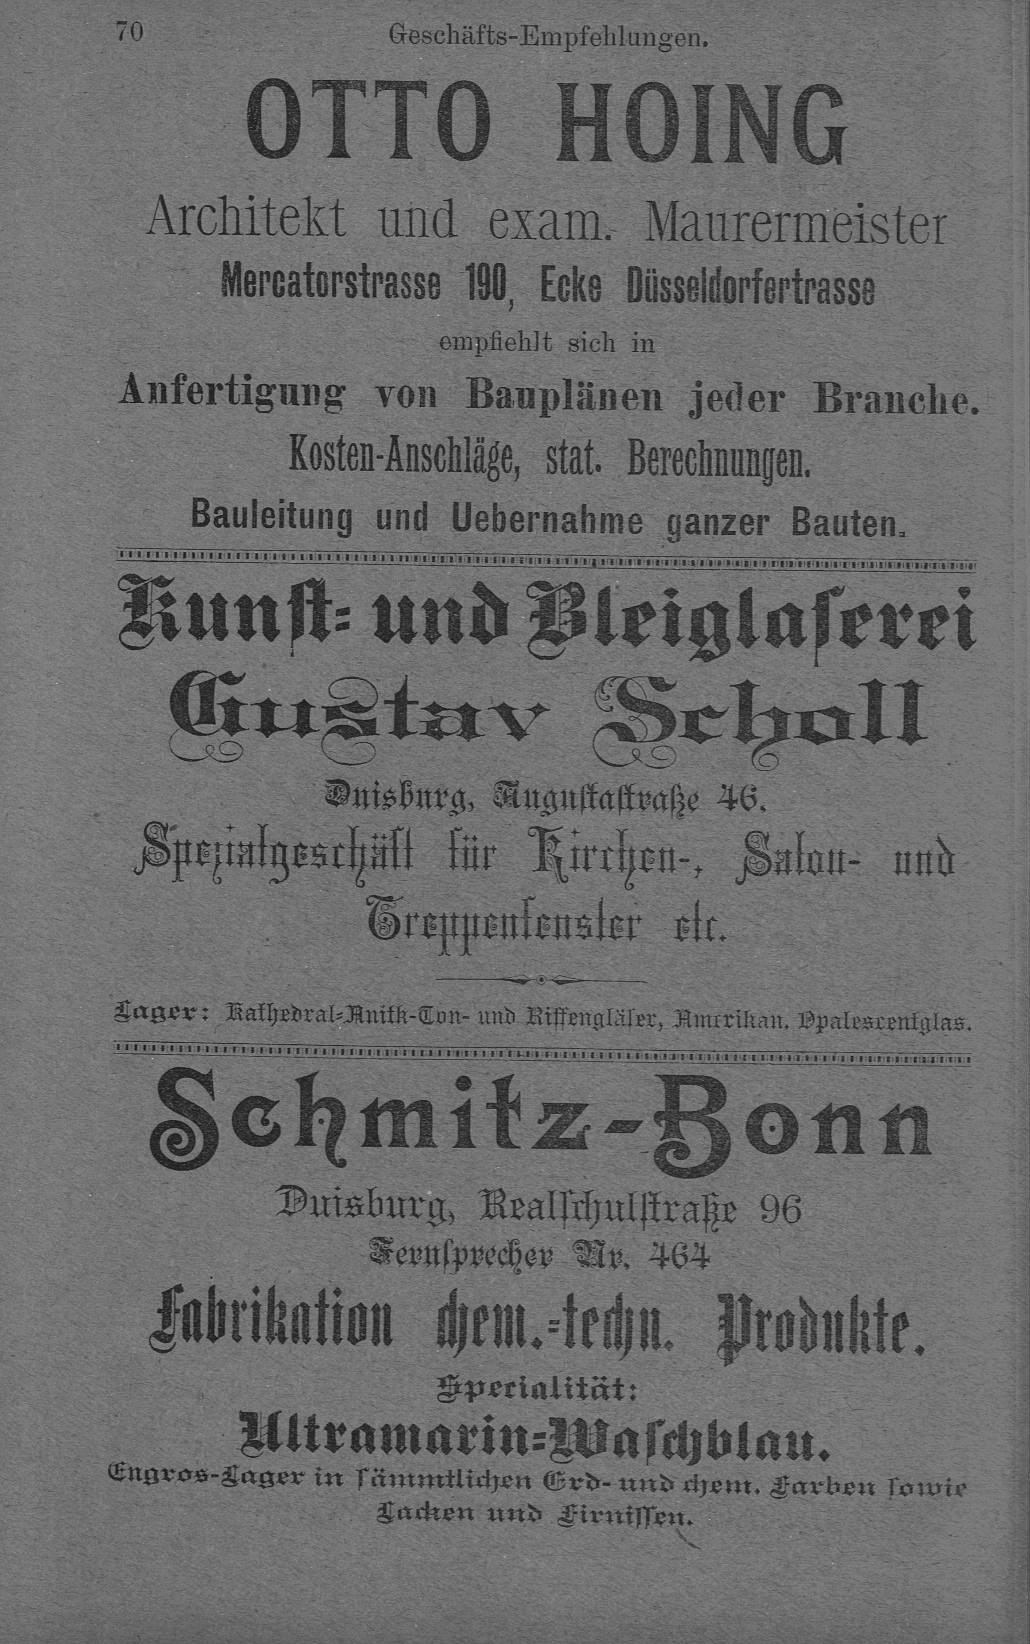 70 Geschäfts-Empfehlungen.
OTTO HOING
Architekt und exam. Maurermeister
Mercatorstrasse 190, Ecke Düsseldorfertrasse
empfiehlt sich in
Anfertigung von Bauplänen jeder Branche.
Kosten-Anschläge, stat. Berechnungen.
Bauleitung und Uebernahme ganzer Bauten.
Kunſt- und Bleiglaſerei
Gustav Scholl
Duisburg, Auguſtaſtraße 46.
Spezialgeschäft für Kirchen-, Salon- und
Treppenfenster etc.
Lager: Kathedral-Anitk-Ton- und Riffengläſer, Amerikan. Opalescentglas.
Schmitz-Bonn
Duisburg, Realſchulſtraße 96
Fernſprecher Nr. 464
Fabrikation chem.-techn. Produkte.
Specialität:
Ultramarin-Waſchblau.
Engros-Lager in ſämmtlichen Erd- und chem. Farben ſowie
Lacken und Firniſſen.